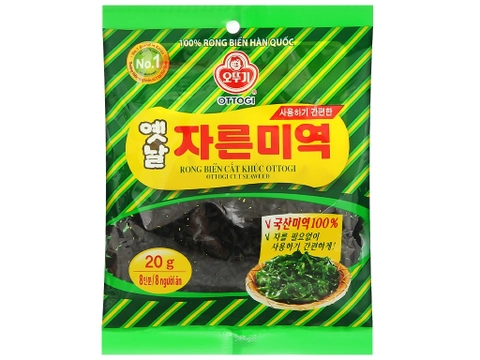 100% RONG BIỂN HÀN QUỐC
No.1
오뚜기
OTTOGI
사용하기 간편한
옛날
자른미역
RONG BIỂN CẮT KHÚC OTTOGI
OTTOGI CUT SEAWEED
V 국산미역100%
V 자를 필요없이
사용하기 간편하게!
20 g
8인분/8 người ăn